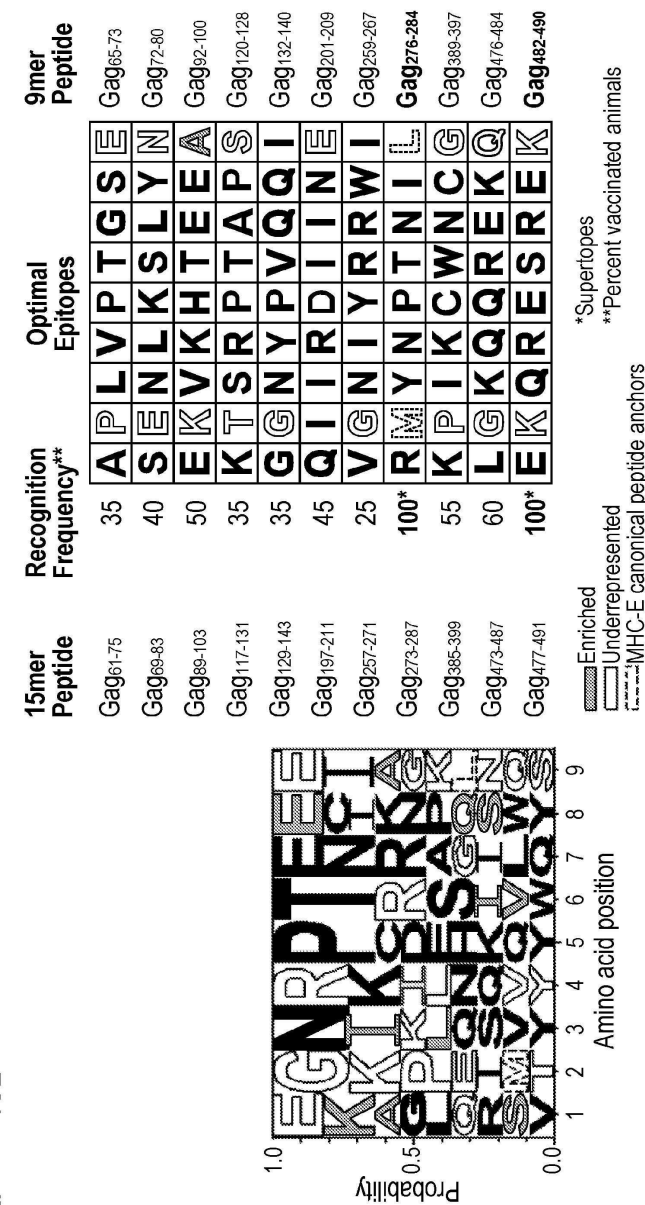 15mer
Peptide
Recognition
Frequency**
Optimal
Epitopes
9mer
Peptide
Gag61-75 35 A P L V P T G S E Gag65-73
Gag69-83 40 S E N L K S L Y N Gag72-80
Gag89-103 50 E K V K H T E E A Gag92-100
Gag117-131 35 K T S R P T A P S Gag120-128
Gag129-143 35 G G N Y P V Q Q I Gag132-140
Gag197-211 45 Q I I R D I I N E Gag201-209
Gag257-271 25 V G N I Y R R W I Gag259-267
Gag273-287 100* R M Y N P T N I L Gag276-284
Gag385-399 55 K P I K C W N C G Gag389-397
Gag473-487 60 L G K Q Q R E K Q Gag476-484
Gag477-491 100* E K Q R E S R E K Gag482-490
Probability
1.0
0.5
0.0
E K A G L Q R S V
G K P E I M T
N I K L Q S V Y
R K I L N Q V Y
P C D E H K Q Y
T R S I V W
E N R A G I L Q
E C I K N P Q S W Y
E I A G K L N Q S
1 2 3 4 5 6 7 8 9
Amino acid position
Enriched
Underrepresented
MHC-E canonical peptide anchors
*Supertopes
**Percent vaccinated animals